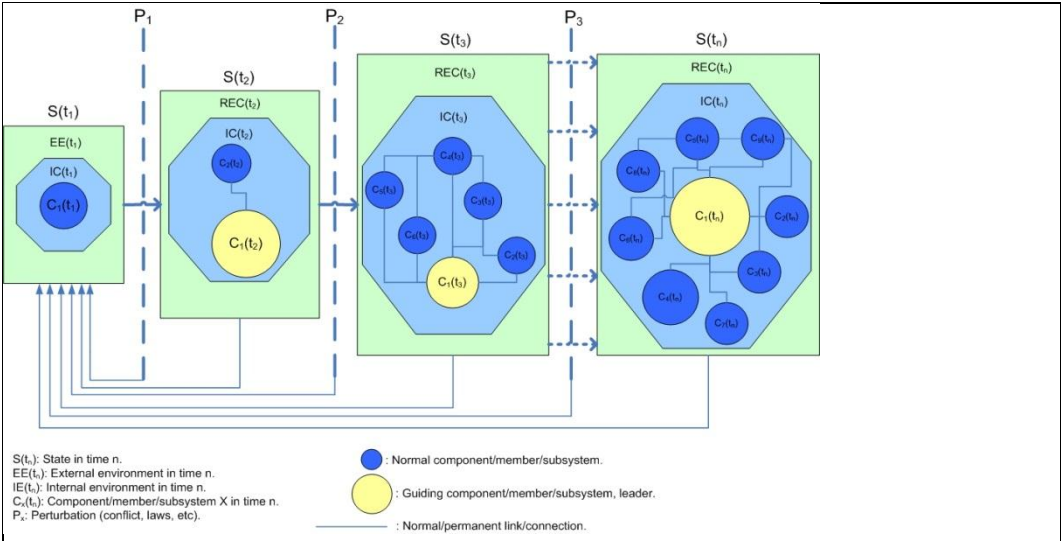 P1
P2
P3
S(t1)
EE(t1)
IC(t1)
C1(t1)
S(t2)
REC(t2)
IC(t2)
C2(t2)
C1(t2)
S(t3)
REC(t3)
IC(t3)
C4(t3)
C5(t3)
C3(t3)
C6(t3)
C2(t3)
C1(t3)
S(tn)
REC(tn)
IC(tn)
C9(tn)
C1(tn)
C2(tn)
C6(tn)
C3(tn)
C4(tn)
C7(tn)
S(tn): State in time n.
EE(tn): External environment in time n.
IE(tn): Internal environment in time n.
Cx(tn): Component/member/subsystem X in time n.
Px: Perturbation (conflict, laws, etc).
: Normal component/member/subsystem.
: Guiding component/member/subsystem, leader.
: Normal/permanent link/connection.